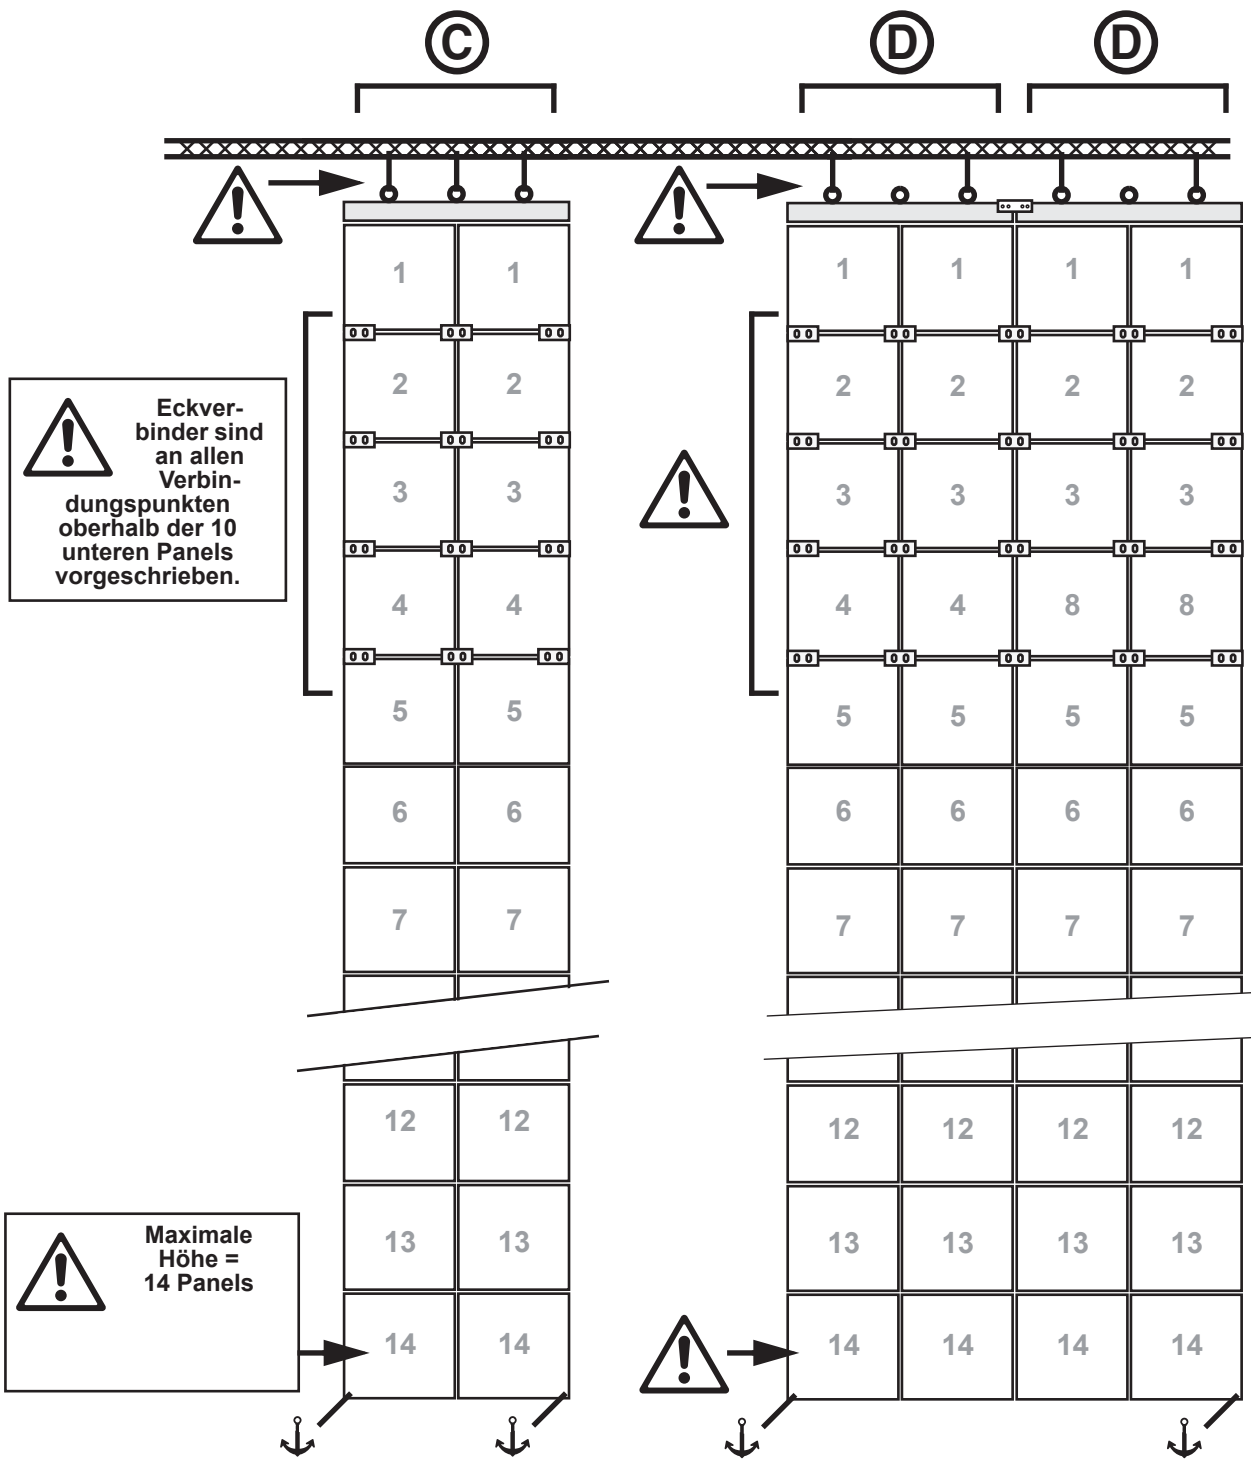 C D D
1 1 1 1 1 1
2 2 2 2 2 2
Eckver-
binder sind
an allen
Verbin-
dungspunkten
oberhalb der 10
unteren Panels
vorgeschrieben.
3 3 3 3 3 3
4 4 4 4 8 8
5 5 5 5 5 5
6 6 6 6 6 6
7 7 7 7 7 7
12 12 12 12 12 12
13 13 13 13 13 13
Maximale
Höhe =
14 Panels
14 14 14 14 14 14